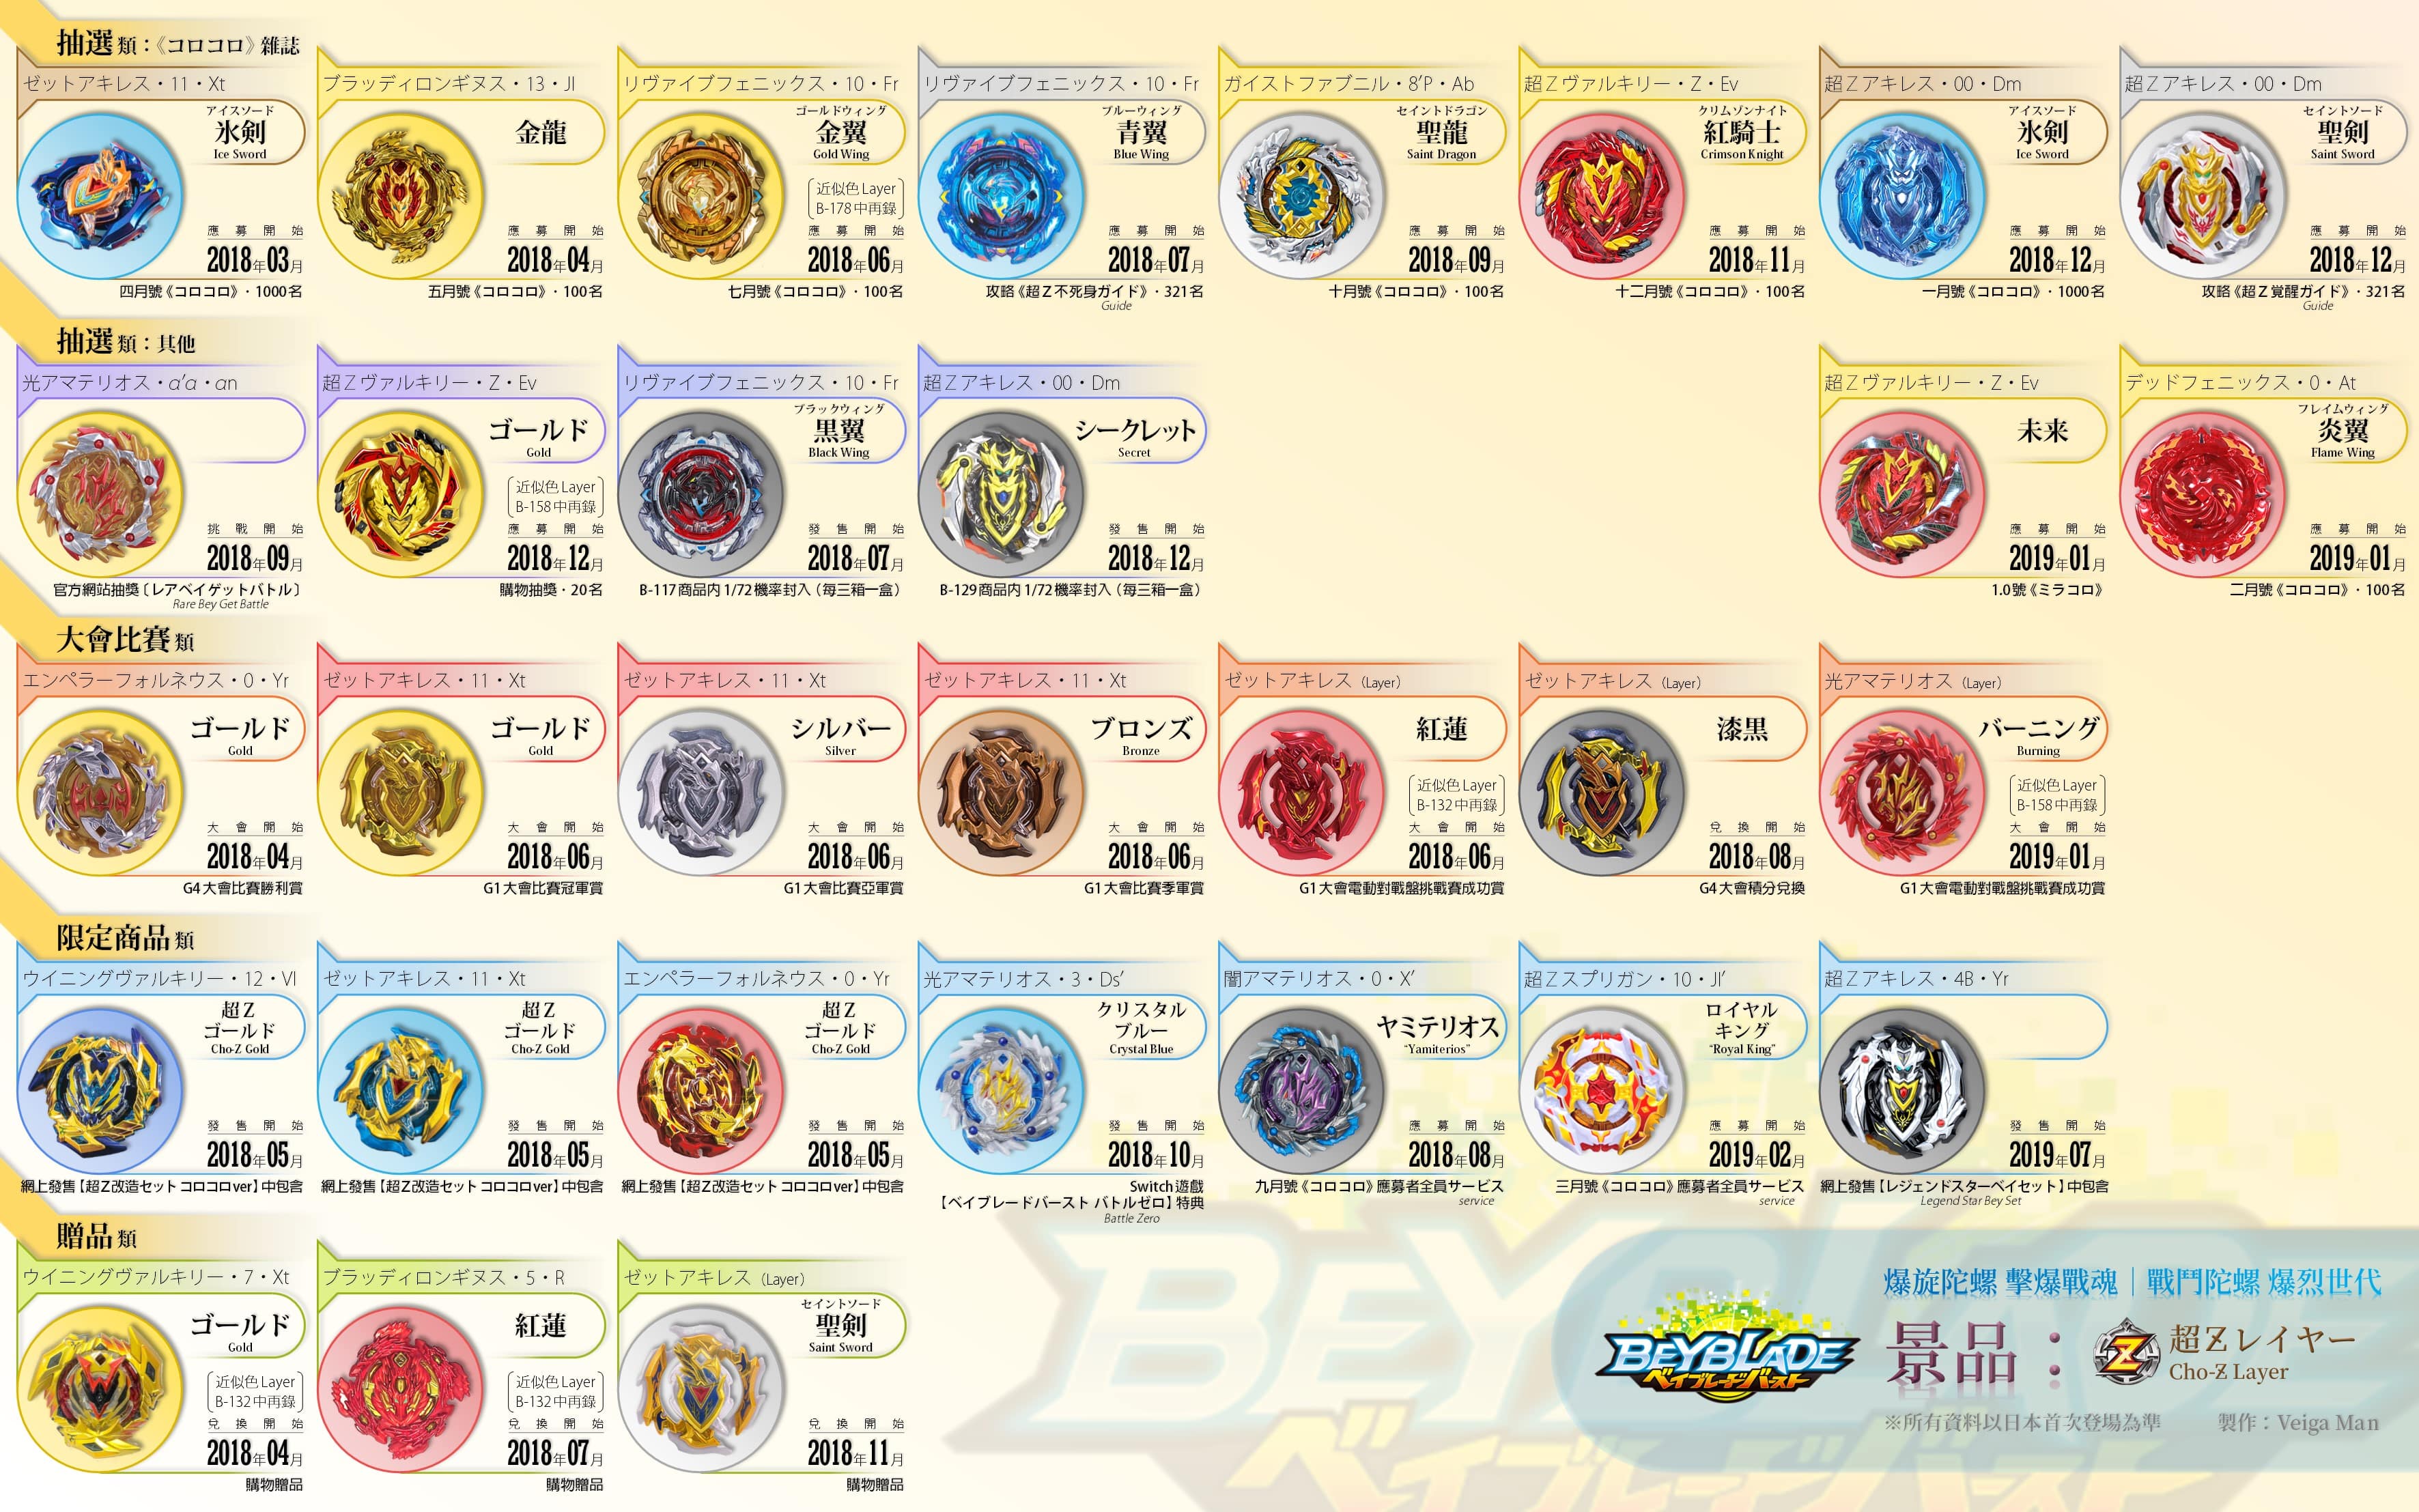 抽選類：《コロコロ》雜誌
ゼットアキレス・11・Xt
アイスソード
氷剣
Ice Sword
應募開始
2018年03月
四月號《コロコロ》・1000名
ブラッディロンギヌス・13・Jl
金龍
應募開始
2018年04月
五月號《コロコロ》・100名
リヴァイブフェニックス・10・Fr
ゴールドウィング
金翼
Gold Wing
近似色 Layer
B-178 中再錄
應募開始
2018年06月
七月號《コロコロ》・100名
リヴァイブフェニックス・10・Fr
ブルーウィング
青翼
Blue Wing
應募開始
2018年07月
攻略《超Z不死身ガイド》・321名
Guide
ガイストファブニル・8'P・Ab
セイントドラゴン
聖龍
Saint Dragon
應募開始
2018年09月
十月號《コロコロ》・100名
超Zヴァルキリー・Z・Ev
クリムゾンナイト
紅騎士
Crimson Knight
應募開始
2018年11月
十二月號《コロコロ》・100名
超Zアキレス・00・Dm
アイスソード
氷剣
Ice Sword
應募開始
2018年12月
一月號《コロコロ》・1000名
超Zアキレス・00・Dm
セイントソード
聖剣
Saint Sword
應募開始
2018年12月
攻略《超Z覚醒ガイド》・321名
Guide
抽選類：其他
光アマテリオス・α'α・αn
挑戰開始
2018年09月
官方網站抽獎〔レアベイゲットバトル〕
Rare Bey Get Battle
超Zヴァルキリー・Z・Ev
ゴールド
Gold
近似色 Layer
B-158 中再錄
應募開始
2018年12月
購物抽獎・20名
リヴァイブフェニックス・10・Fr
ブラックウィング
黒翼
Black Wing
發售開始
2018年07月
B-117商品内 1/72機率封入（每三箱一盒）
超Zアキレス・00・Dm
シークレット
Secret
發售開始
2018年12月
B-129商品内 1/72機率封入（每三箱一盒）
超Zヴァルキリー・Z・Ev
未来
應募開始
2019年01月
1.0號《ミラコロ》
デッドフェニックス・0・At
フレイムウィング
炎翼
Flame Wing
應募開始
2019年01月
二月號《コロコロ》・100名
大會比賽類
エンペラーフォルネウス・0・Yr
ゴールド
Gold
大會開始
2018年04月
G4大會比賽勝利賞
ゼットアキレス・11・Xt
ゴールド
Gold
大會開始
2018年06月
G1大會比賽冠軍賞
ゼットアキレス・11・Xt
シルバー
Silver
大會開始
2018年06月
G1大會比賽亞軍賞
ゼットアキレス・11・Xt
ブロンズ
Bronze
大會開始
2018年06月
G1大會比賽季軍賞
ゼットアキレス (Layer)
紅蓮
近似色 Layer
B-132 中再錄
大會開始
2018年06月
G1大會電動對戰盤挑戰賽成功賞
ゼットアキレス (Layer)
漆黒
兌換開始
2018年08月
G4大會積分兌換
光アマテリオス (Layer)
バーニング
Burning
近似色 Layer
B-158 中再錄
大會開始
2019年01月
G1大會電動對戰盤挑戰賽成功賞
限定商品類
ウイニングヴァルキリー・12・Vl
超Z
ゴールド
Cho-Z Gold
發售開始
2018年05月
網上發售【超Z改造セット コロコロver】中包含
ゼットアキレス・11・Xt
超Z
ゴールド
Cho-Z Gold
發售開始
2018年05月
網上發售【超Z改造セット コロコロver】中包含
エンペラーフォルネウス・0・Yr
超Z
ゴールド
Cho-Z Gold
發售開始
2018年05月
網上發售【超Z改造セット コロコロver】中包含
光アマテリオス・3・Ds'
クリスタル
ブルー
Crystal Blue
發售開始
2018年10月
Switch遊戲
【ベイブレードバースト バトルゼロ】特典
Battle Zero
闇アマテリオス・0・X'
ヤミテリオス
“Yamiterios”
應募開始
2018年08月
九月號《コロコロ》應募者全員サービス
service
超Zスプリガン・10・Jl'
ロイヤル
キング
“Royal King”
應募開始
2019年02月
三月號《コロコロ》應募者全員サービス
service
超Zアキレス・4B・Yr
發售開始
2019年07月
網上發售【レジェンドスターベイセット】中包含
Legend Star Bey Set
贈品類
ウイニングヴァルキリー・7・Xt
ゴールド
Gold
近似色 Layer
B-132 中再錄
兌換開始
2018年04月
購物贈品
ブラッディロンギヌス・5・R
紅蓮
近似色 Layer
B-132 中再錄
兌換開始
2018年07月
購物贈品
ゼットアキレス (Layer)
セイントソード
聖剣
Saint Sword
兌換開始
2018年11月
購物贈品
BEYBLADE
ベイブレードバースト
爆旋陀螺 擊爆戰魂｜戰鬥陀螺 爆烈世代
景品：
Z
超Zレイヤー
Cho-Z Layer
※所有資料以日本首次登場為準
製作：Veiga Man